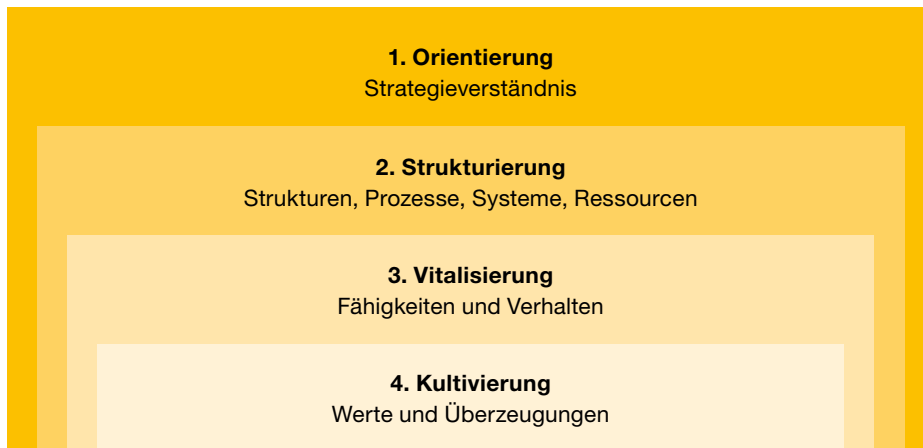 1. Orientierung
Strategieverständnis
2. Strukturierung
Strukturen, Prozesse, Systeme, Ressourcen
3. Vitalisierung
Fähigkeiten und Verhalten
4. Kultivierung
Werte und Überzeugungen